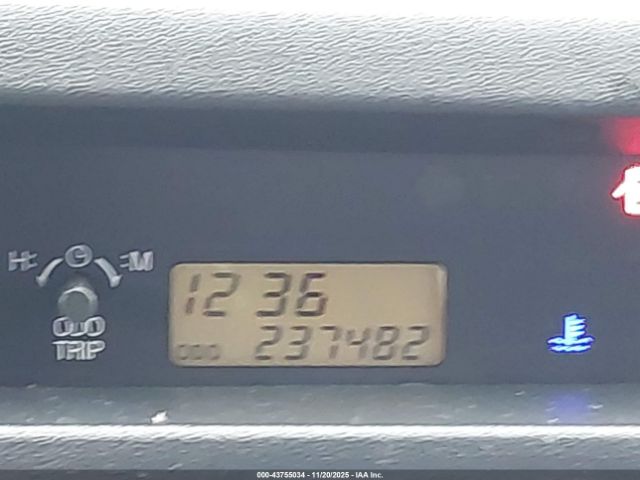 H: :M
12 36
ODO
TRIP
ODO 237482
000-43755034 - 11/20/2025 - IAA Inc.